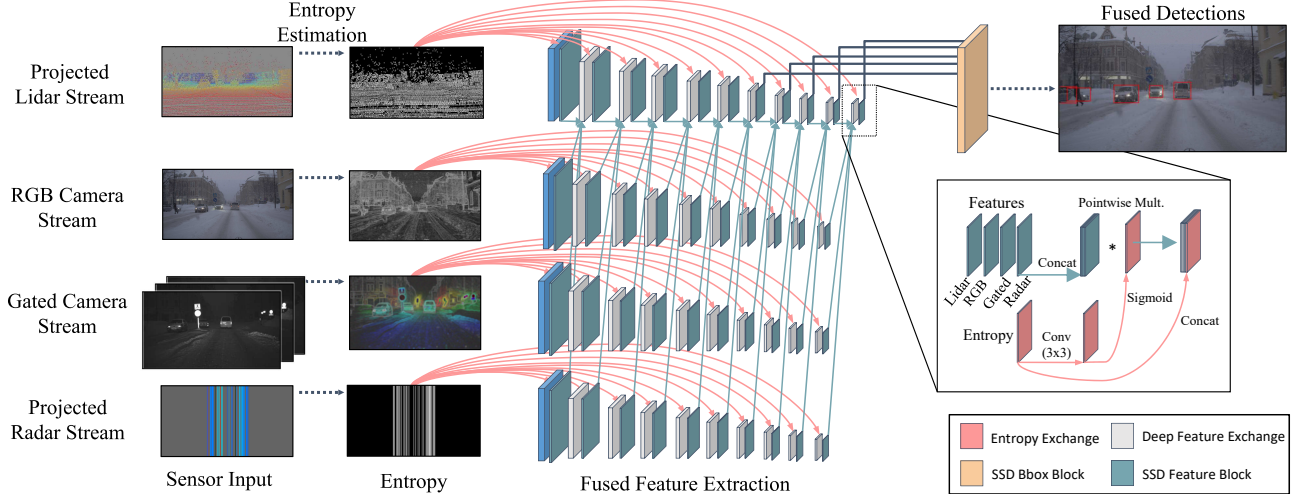 Entropy
Estimation
Fused Detections
Projected
Lidar Stream
RGB Camera
Stream
Gated Camera
Stream
Projected
Radar Stream
Features
Pointwise Mult.
Lidar
RGB
Gated
Radar
Concat
*
Sigmoid
Concat
Entropy
Conv
(3x3)
Entropy Exchange
Deep Feature Exchange
SSD Bbox Block
SSD Feature Block
Sensor Input
Entropy
Fused Feature Extraction